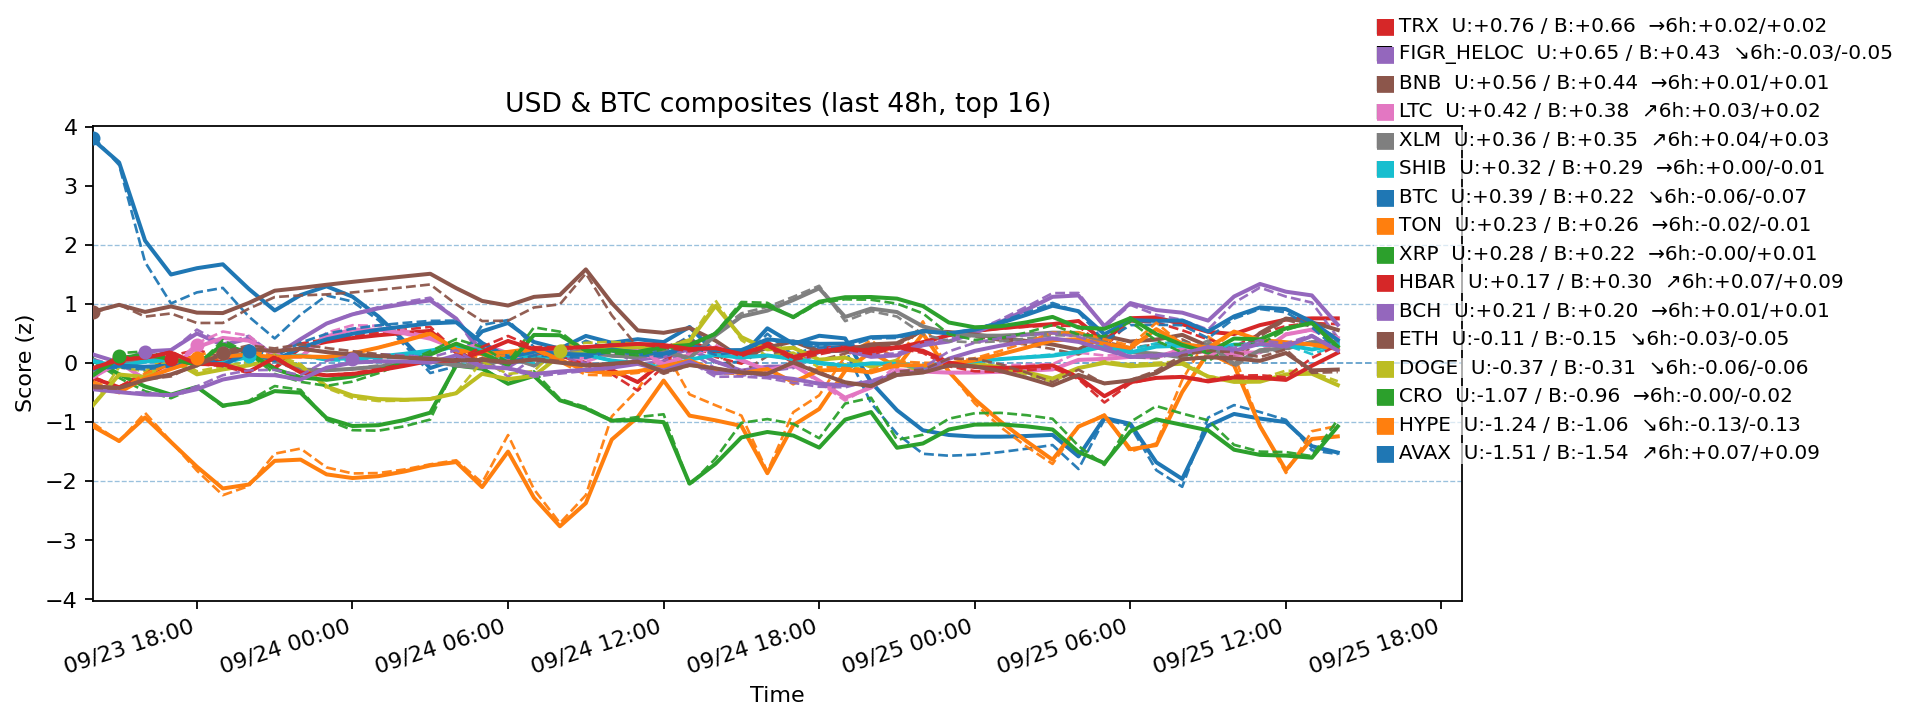 TRX U:+0.76 / B:+0.66 →6h:+0.02/+0.02
FIGR_HELOC U:+0.65 / B:+0.43 ↘6h:-0.03/-0.05
BNB U:+0.56 / B:+0.44 →6h:+0.01/+0.01
LTC U:+0.42 / B:+0.38 ↗6h:+0.03/+0.02
XLM U:+0.36 / B:+0.35 ↗6h:+0.04/+0.03
SHIB U:+0.32 / B:+0.29 →6h:+0.00/-0.01
BTC U:+0.39 / B:+0.22 ↘6h:-0.06/-0.07
TON U:+0.23 / B:+0.26 →6h:-0.02/-0.01
XRP U:+0.28 / B:+0.22 →6h:-0.00/+0.01
HBAR U:+0.17 / B:+0.30 ↗6h:+0.07/+0.09
BCH U:+0.21 / B:+0.20 →6h:+0.01/+0.01
ETH U:-0.11 / B:-0.15 ↘6h:-0.03/-0.05
DOGE U:-0.37 / B:-0.31 ↘6h:-0.06/-0.06
CRO U:-1.07 / B:-0.96 →6h:-0.00/-0.02
HYPE U:-1.24 / B:-1.06 ↘6h:-0.13/-0.13
AVAX U:-1.51 / B:-1.54 ↗6h:+0.07/+0.09
USD & BTC composites (last 48h, top 16)
Score (z)
4
3
2
1
0
−1
−2
−3
−4
09/23 18:00
09/24 00:00
09/24 06:00
09/24 12:00
09/24 18:00
09/25 00:00
09/25 06:00
09/25 12:00
09/25 18:00
Time